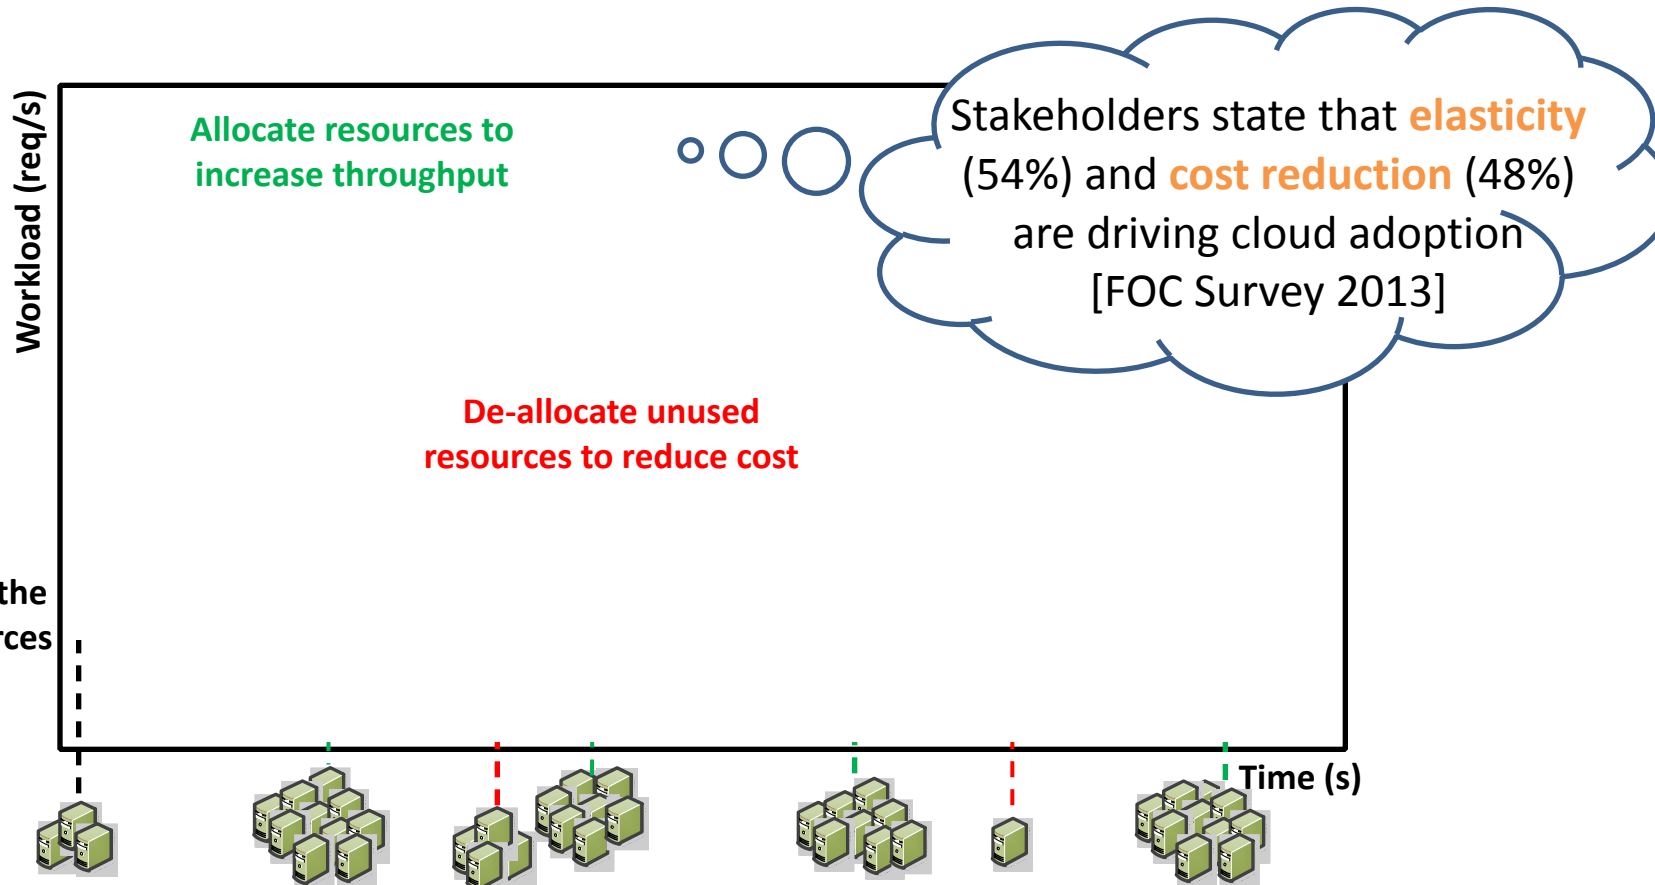 Workload (req/s)
Allocate resources to
increase throughput
Stakeholders state that elasticity
(54%) and cost reduction (48%)
are driving cloud adoption
[FOC Survey 2013]
De-allocate unused
resources to reduce cost
the
Time (s)